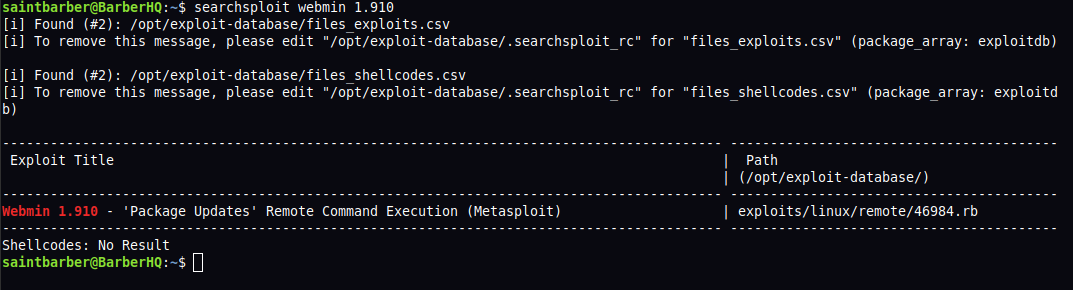 saintbarber@BarberHQ:~$ searchsploit webmin 1.910
[i] Found (#2): /opt/exploit-database/files_exploits.csv
[i] To remove this message, please edit "/opt/exploit-database/.searchsploit_rc" for "files_exploits.csv" (package_array: exploitdb)
[i] Found (#2): /opt/exploit-database/files_shellcodes.csv
[i] To remove this message, please edit "/opt/exploit-database/.searchsploit_rc" for "files_shellcodes.csv" (package_array: exploitd
b)
--------------------------------------------------------------------------------------- ----------------------------------------
Exploit Title | Path
| (/opt/exploit-database/)
--------------------------------------------------------------------------------------- ----------------------------------------
Webmin 1.910 - 'Package Updates' Remote Command Execution (Metasploit) | exploits/linux/remote/46984.rb
--------------------------------------------------------------------------------------- ----------------------------------------
Shellcodes: No Result
saintbarber@BarberHQ:~$